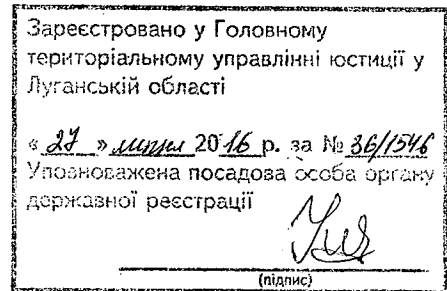 Зареєстровано у Головному
територіальному управлінні юстиції у
Луганській області
« 27 » липня 2016 р. за № 36/1546
Уповноважена посадова особа органу
державної реєстрації
(підпис)